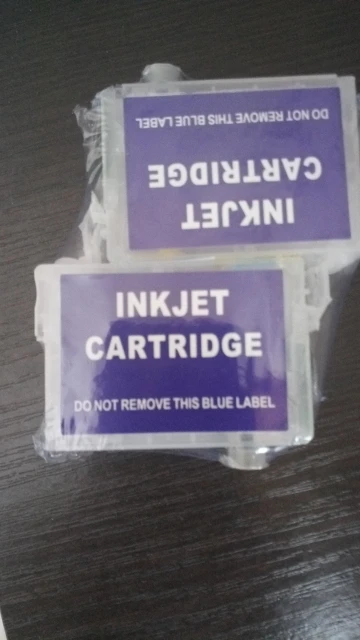 DO NOT REMOVE THIS BLUE LABEL
CARTRIDGE
INKJET
INKJET
CARTRIDGE
DO NOT REMOVE THIS BLUE LABEL